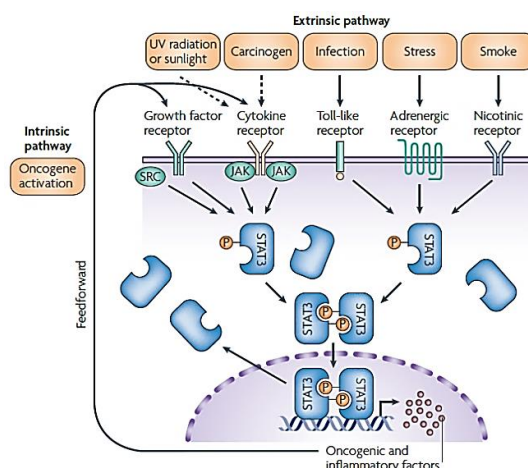 Extrinsic pathway
UV radiation
or sunlight
Carcinogen
Infection
Stress
Smoke
Growth factor
receptor
Cytokine
receptor
Toll-like
receptor
Adrenergic
receptor
Nicotinic
receptor
Intrinsic
pathway
Oncogene
activation
SRC
JAK
JAK
P
STAT3
P
STAT3
Feedforward
STAT3
P
P
STAT3
STAT3
P
P
STAT3
Oncogenic and
inflammatory factors